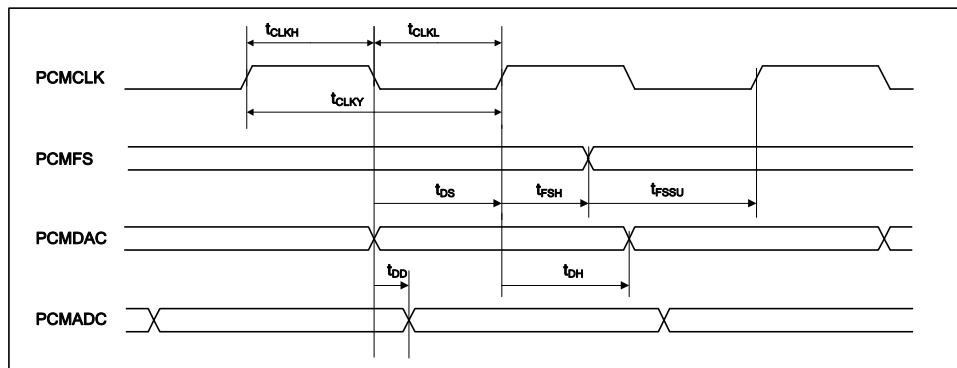 tCLKH tCLKL
PCMCLK
tCLKY
PCMFS
tDS tFSH tFSSU
PCMDAC
tDD tDH
PCMADC